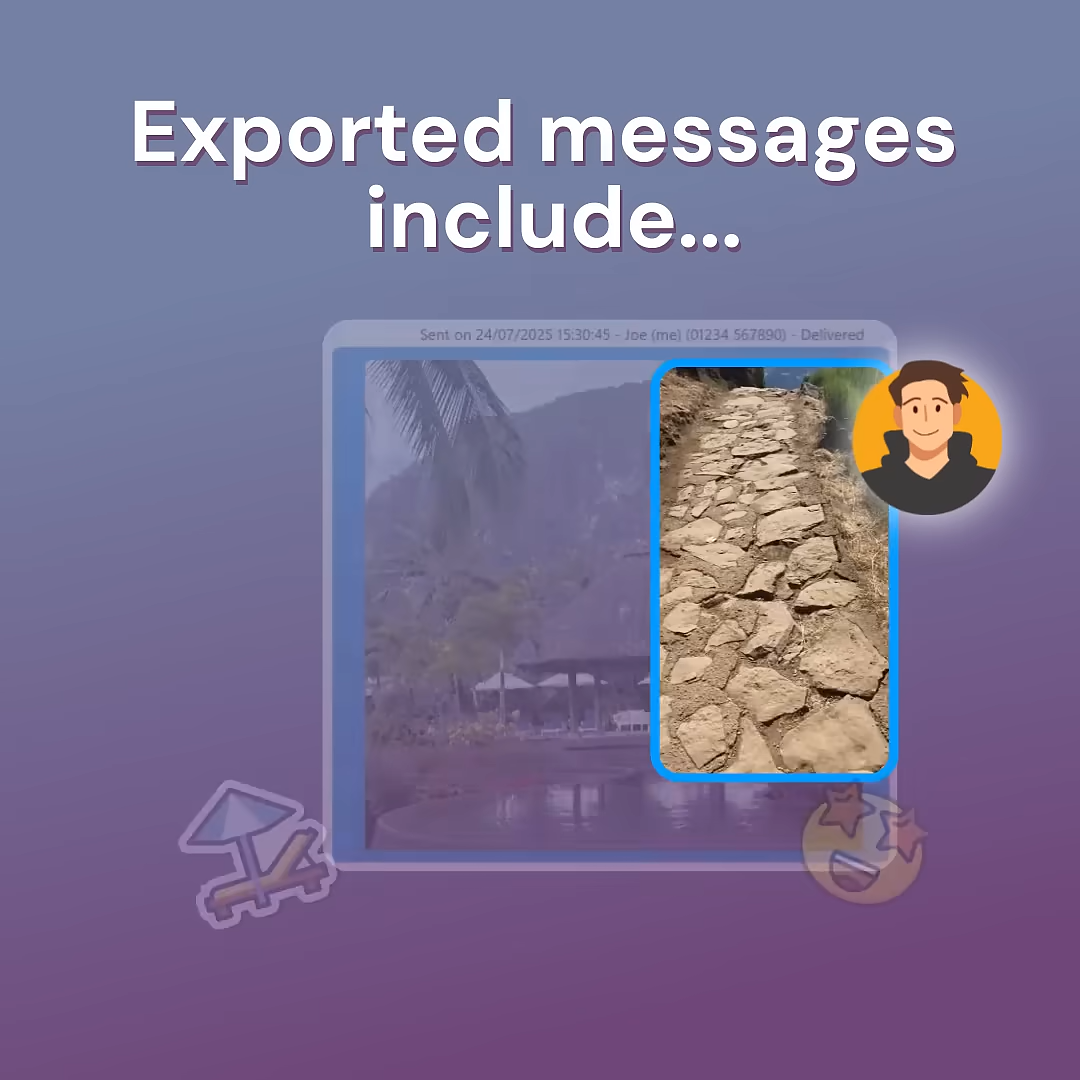 Exported messages
include...
Sent on 24/07/2025 15:30:45 - Joe (me) (01234 567890) - Delivered